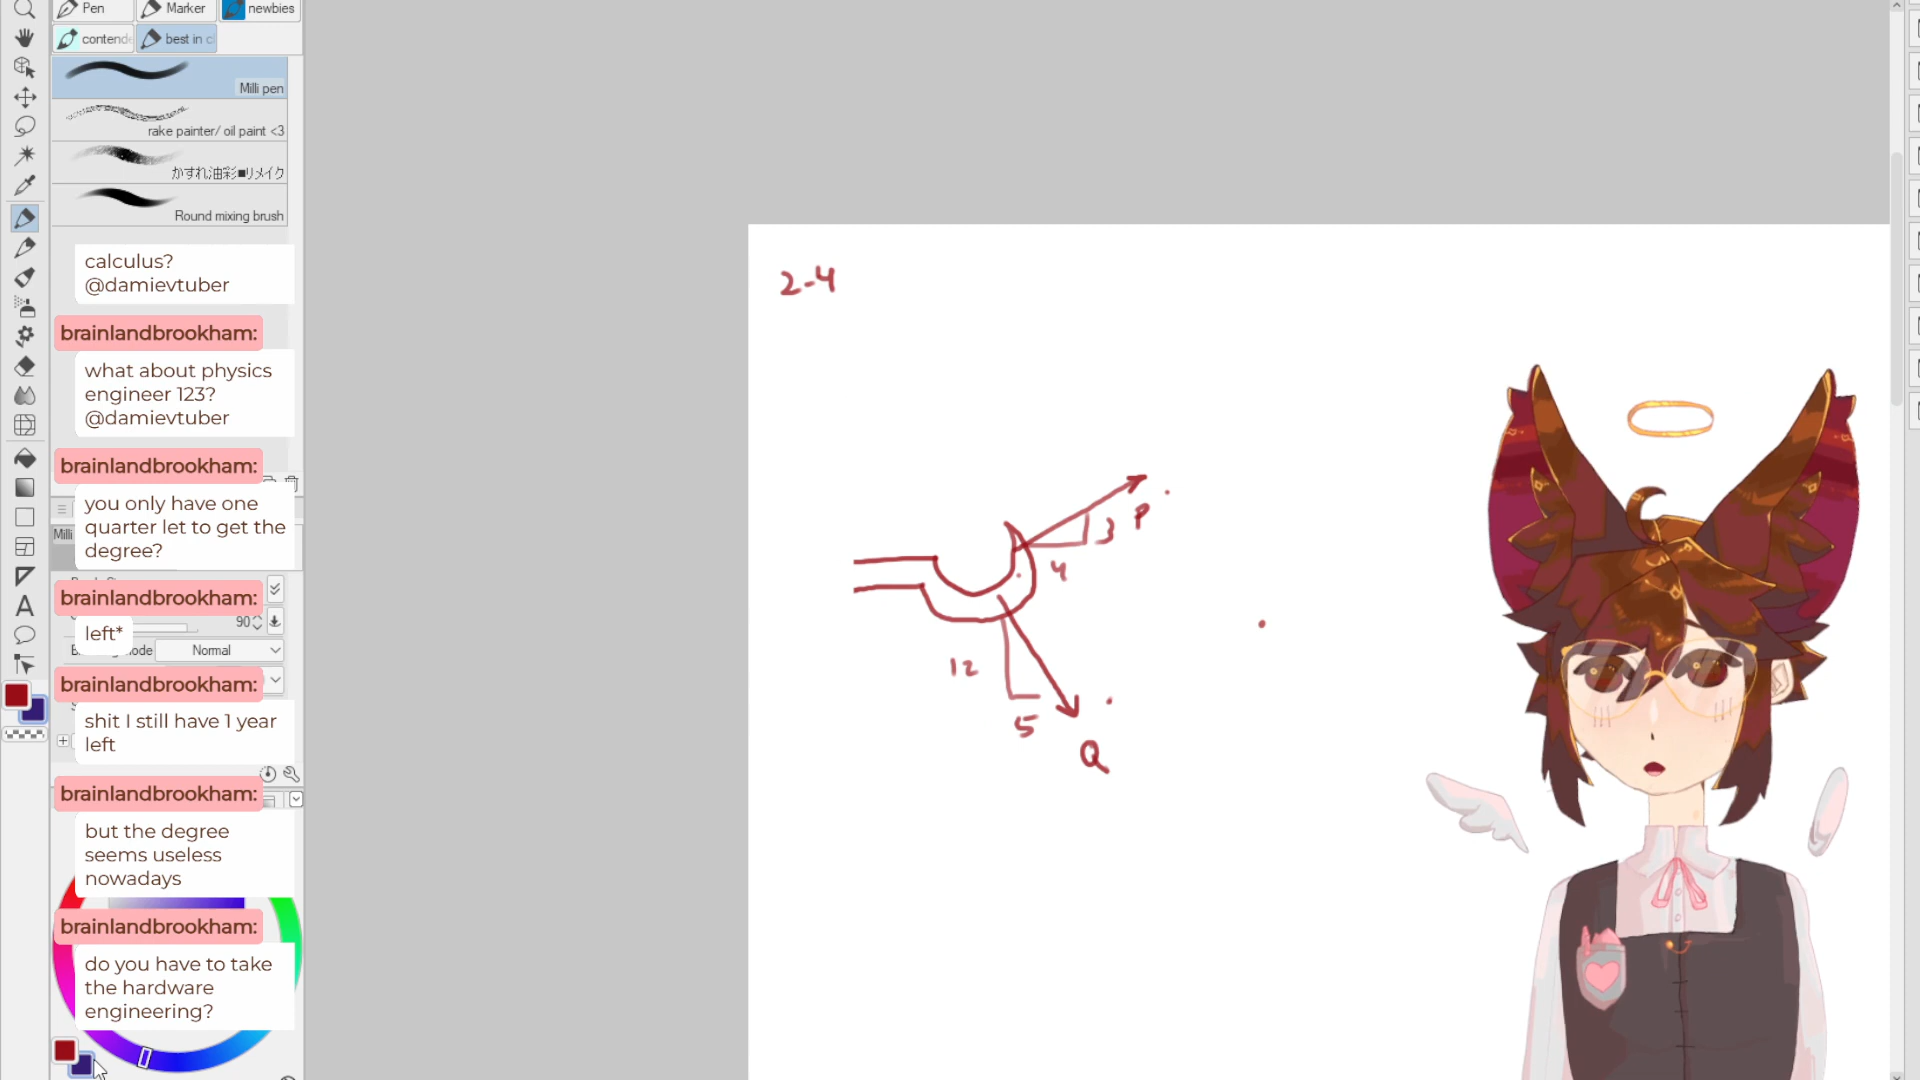 Pen
Marker
newbies
contend
best in c
Milli pen
rake painter/ oil paint <3
かすれ油彩■リメイク
Round mixing brush
calculus?
@damievtuber
brainlandbrookham:
what about physics
engineer 123?
@damievtuber
brainlandbrookham:
you only have one
quarter let to get the
degree?
Milli
brainlandbrookham:
90
left*
Normal
brainlandbrookham:
shit I still have 1 year
left
brainlandbrookham:
but the degree
seems useless
nowadays
brainlandbrookham:
do you have to take
the hardware
engineering?
2-4
3
P
4
12
5
Q